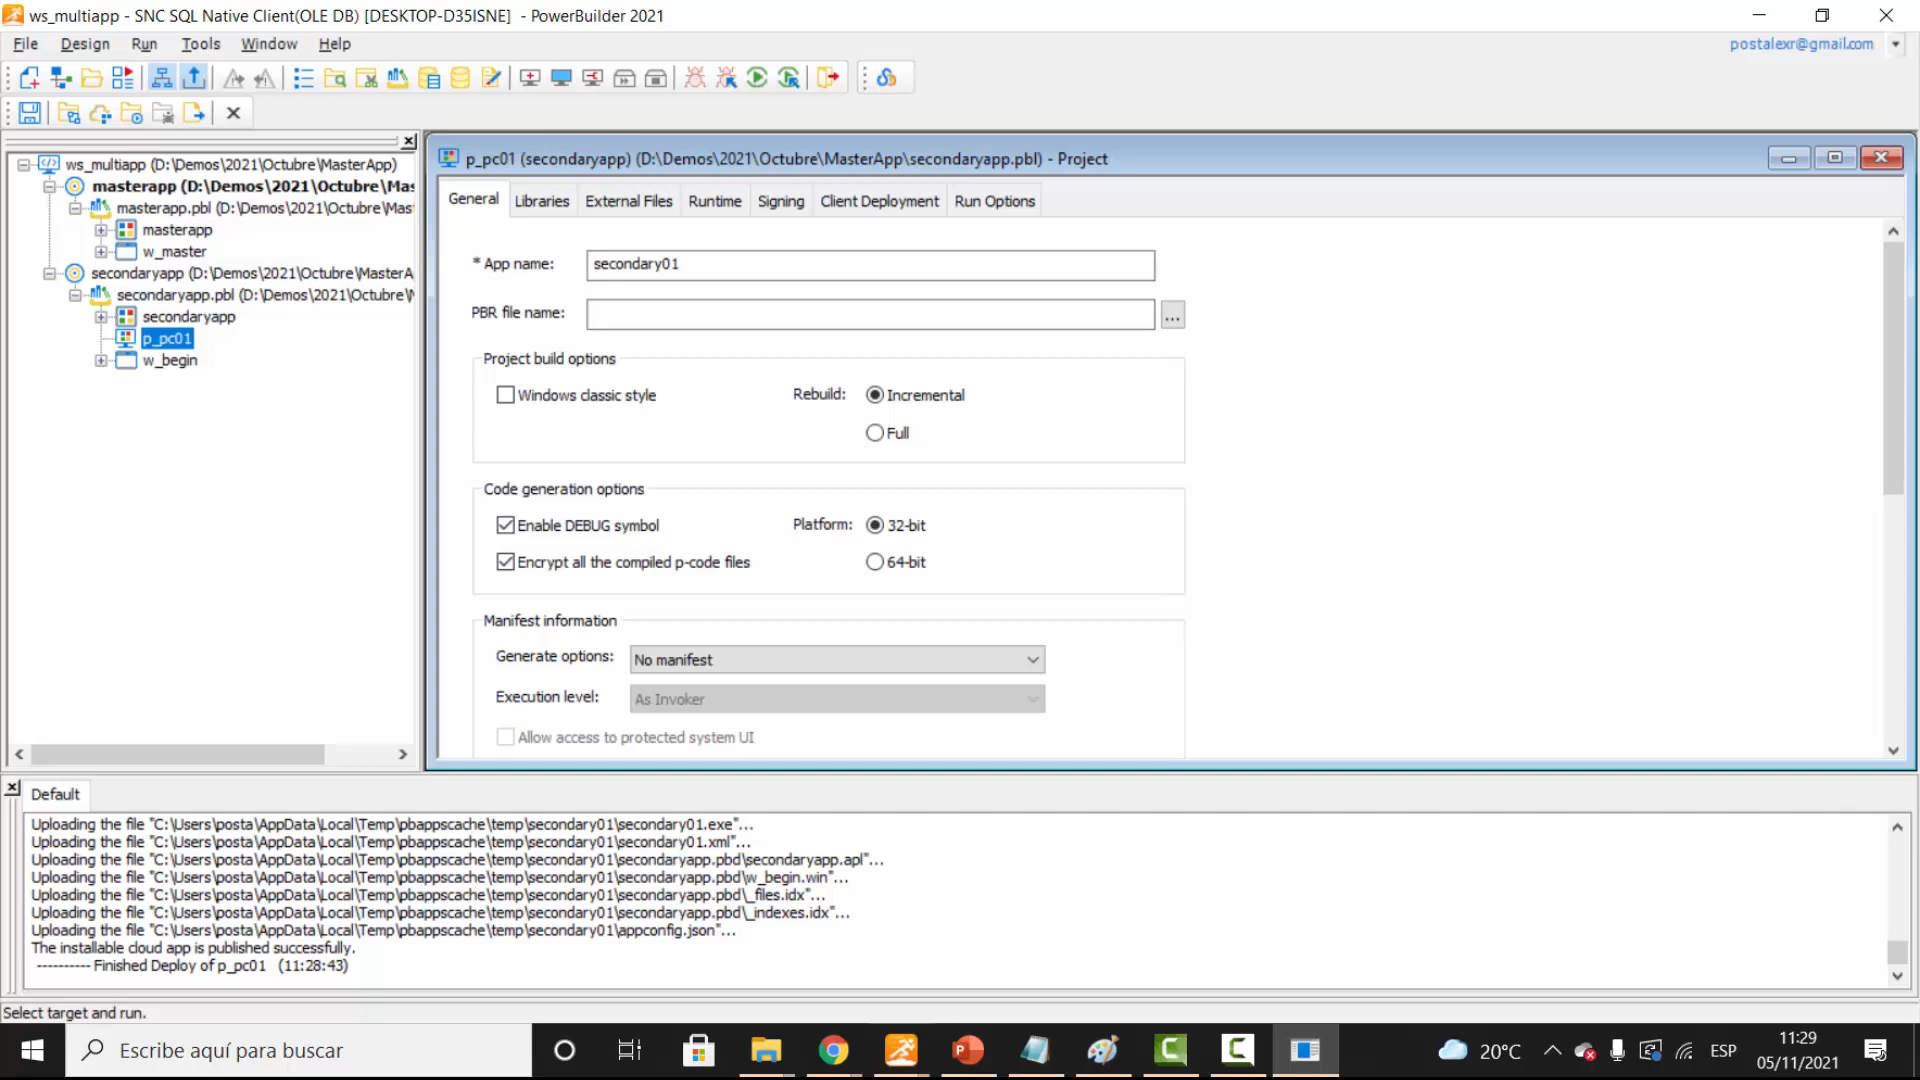 ws_multiapp - SNC SQL Native Client(OLE DB) [DESKTOP-D35ISNE] - PowerBuilder 2021
File Design Run Tools Window Help
postalexr@gmail.com
ws_multiapp (D:\Demos\2021\Octubre\MasterApp)
masterapp (D:\Demos\2021\Octubre\Mas
masterapp.pbl (D:\Demos\2021\Octubre\Mast
masterapp
w_master
secondaryapp (D:\Demos\2021\Octubre\MasterA
secondaryapp.pbl (D:\Demos\2021\Octubre\M
secondaryapp
p_pc01
w_begin
p_pc01 (secondaryapp) (D:\Demos\2021\Octubre\MasterApp\secondaryapp.pbl) - Project
General Libraries External Files Runtime Signing Client Deployment Run Options
* App name: secondary01
PBR file name: ...
Project build options
Windows classic style Rebuild: Incremental
Full
Code generation options
Enable DEBUG symbol Platform: 32-bit
Encrypt all the compiled p-code files 64-bit
Manifest information
Generate options: No manifest
Execution level: As Invoker
Allow access to protected system UI
Default
Uploading the file "C:\Users\posta\AppData\Local\Temp\pbappscache\temp\secondary01\secondary01.exe"...
Uploading the file "C:\Users\posta\AppData\Local\Temp\pbappscache\temp\secondary01\secondary01.xml"...
Uploading the file "C:\Users\posta\AppData\Local\Temp\pbappscache\temp\secondary01\secondaryapp.pbd\secondaryapp.apl"...
Uploading the file "C:\Users\posta\AppData\Local\Temp\pbappscache\temp\secondary01\secondaryapp.pbd\w_begin.win"...
Uploading the file "C:\Users\posta\AppData\Local\Temp\pbappscache\temp\secondary01\secondaryapp.pbd\_files.idx"...
Uploading the file "C:\Users\posta\AppData\Local\Temp\pbappscache\temp\secondary01\secondaryapp.pbd\_indexes.idx"...
Uploading the file "C:\Users\posta\AppData\Local\Temp\pbappscache\temp\secondary01\appconfig.json"...
The installable cloud app is published successfully.
---------- Finished Deploy of p_pc01 (11:28:43)
Select target and run.
Escribe aquí para buscar
20°C
ESP
11:29
05/11/2021